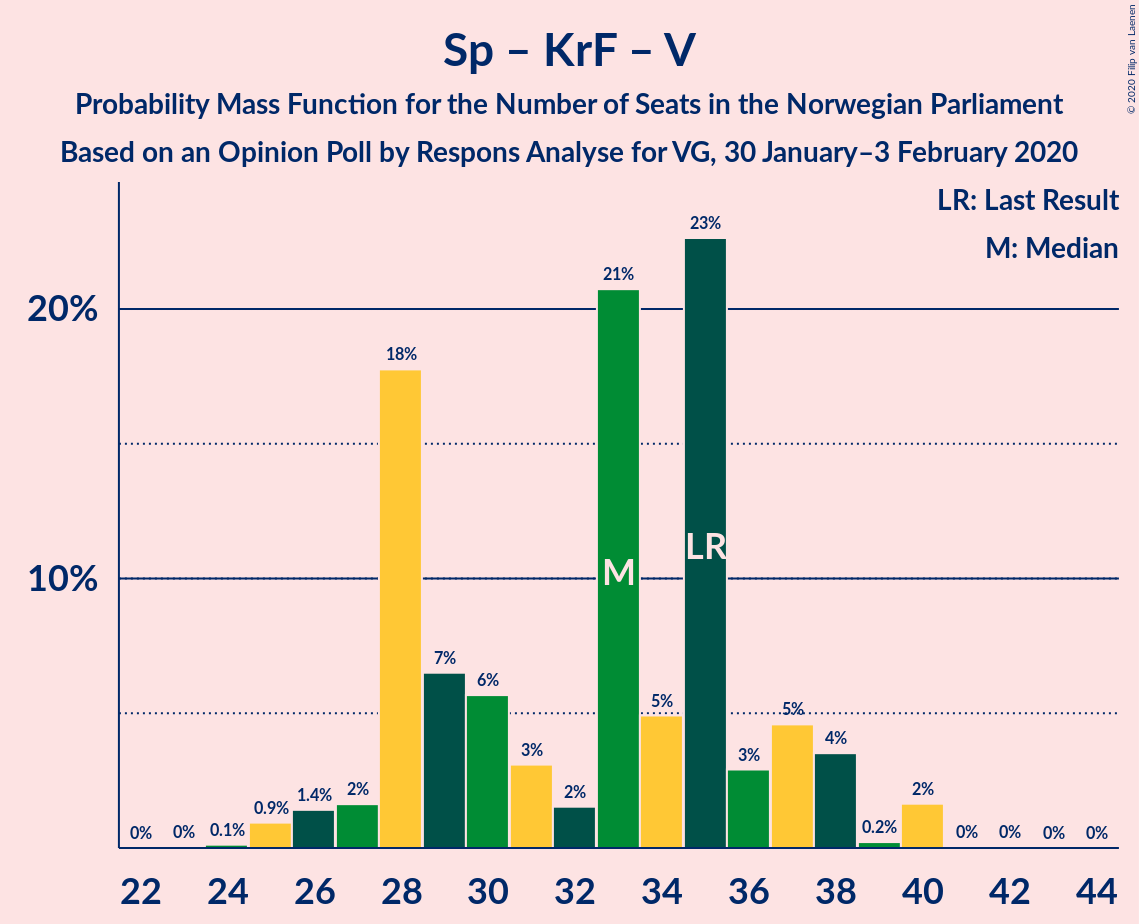 Sp – KrF – V
Probability Mass Function for the Number of Seats in the Norwegian Parliament
Based on an Opinion Poll by Respons Analyse for VG, 30 January–3 February 2020
© 2020 Filip van Laenen
LR: Last Result
M: Median
20%
10%
0% 0% 0.1% 0.9% 1.4% 2% 18% 7% 6% 3% 2% 21% 5% 23% 3% 5% 4% 0.2% 2% 0% 0% 0% 0%
M
LR
22 24 26 28 30 32 34 36 38 40 42 44